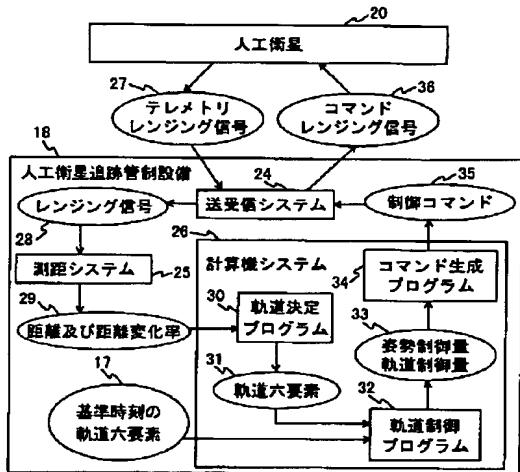 20
人工衛星
27
テレメトリ
レンジング信号
36
コマンド
レンジング信号
18
人工衛星追跡管制設備
24
送受信システム
35
制御コマンド
レンジング信号
28
26
計算機システム
34
コマンド生成
プログラム
測距システム
25
29
距離及び距離変化率
30
軌道決定
プログラム
33
姿勢制御量
軌道制御量
31
軌道六要素
17
基準時刻の
軌道六要素
32
軌道制御
プログラム